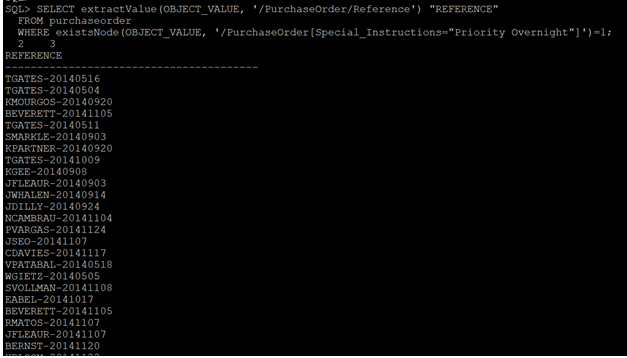 SQL> SELECT extractValue(OBJECT_VALUE, '/PurchaseOrder/Reference') "REFERENCE"
  FROM purchaseorder
  WHERE existsNode(OBJECT_VALUE, '/PurchaseOrder[Special_Instructions="Priority Overnight"]')=1;
  2    3
REFERENCE
----------------------------------------
TGATES-20140516
TGATES-20140504
KMOURGOS-20140920
BEVERETT-20141105
TGATES-20140511
SMARKLE-20140903
KPARTNER-20140920
TGATES-20141009
KGEE-20140908
JFLEAUR-20140903
JWHALEN-20140914
JDILLY-20140924
NCAMBRAU-20141104
PVARGAS-20141124
JSEO-20141107
CDAVIES-20141117
VPATABAL-20140518
WGIETZ-20140505
SVOLLMAN-20141108
EABEL-20141017
BEVERETT-20141105
RMATOS-20141107
JFLEAUR-20141107
BERNST-20141120